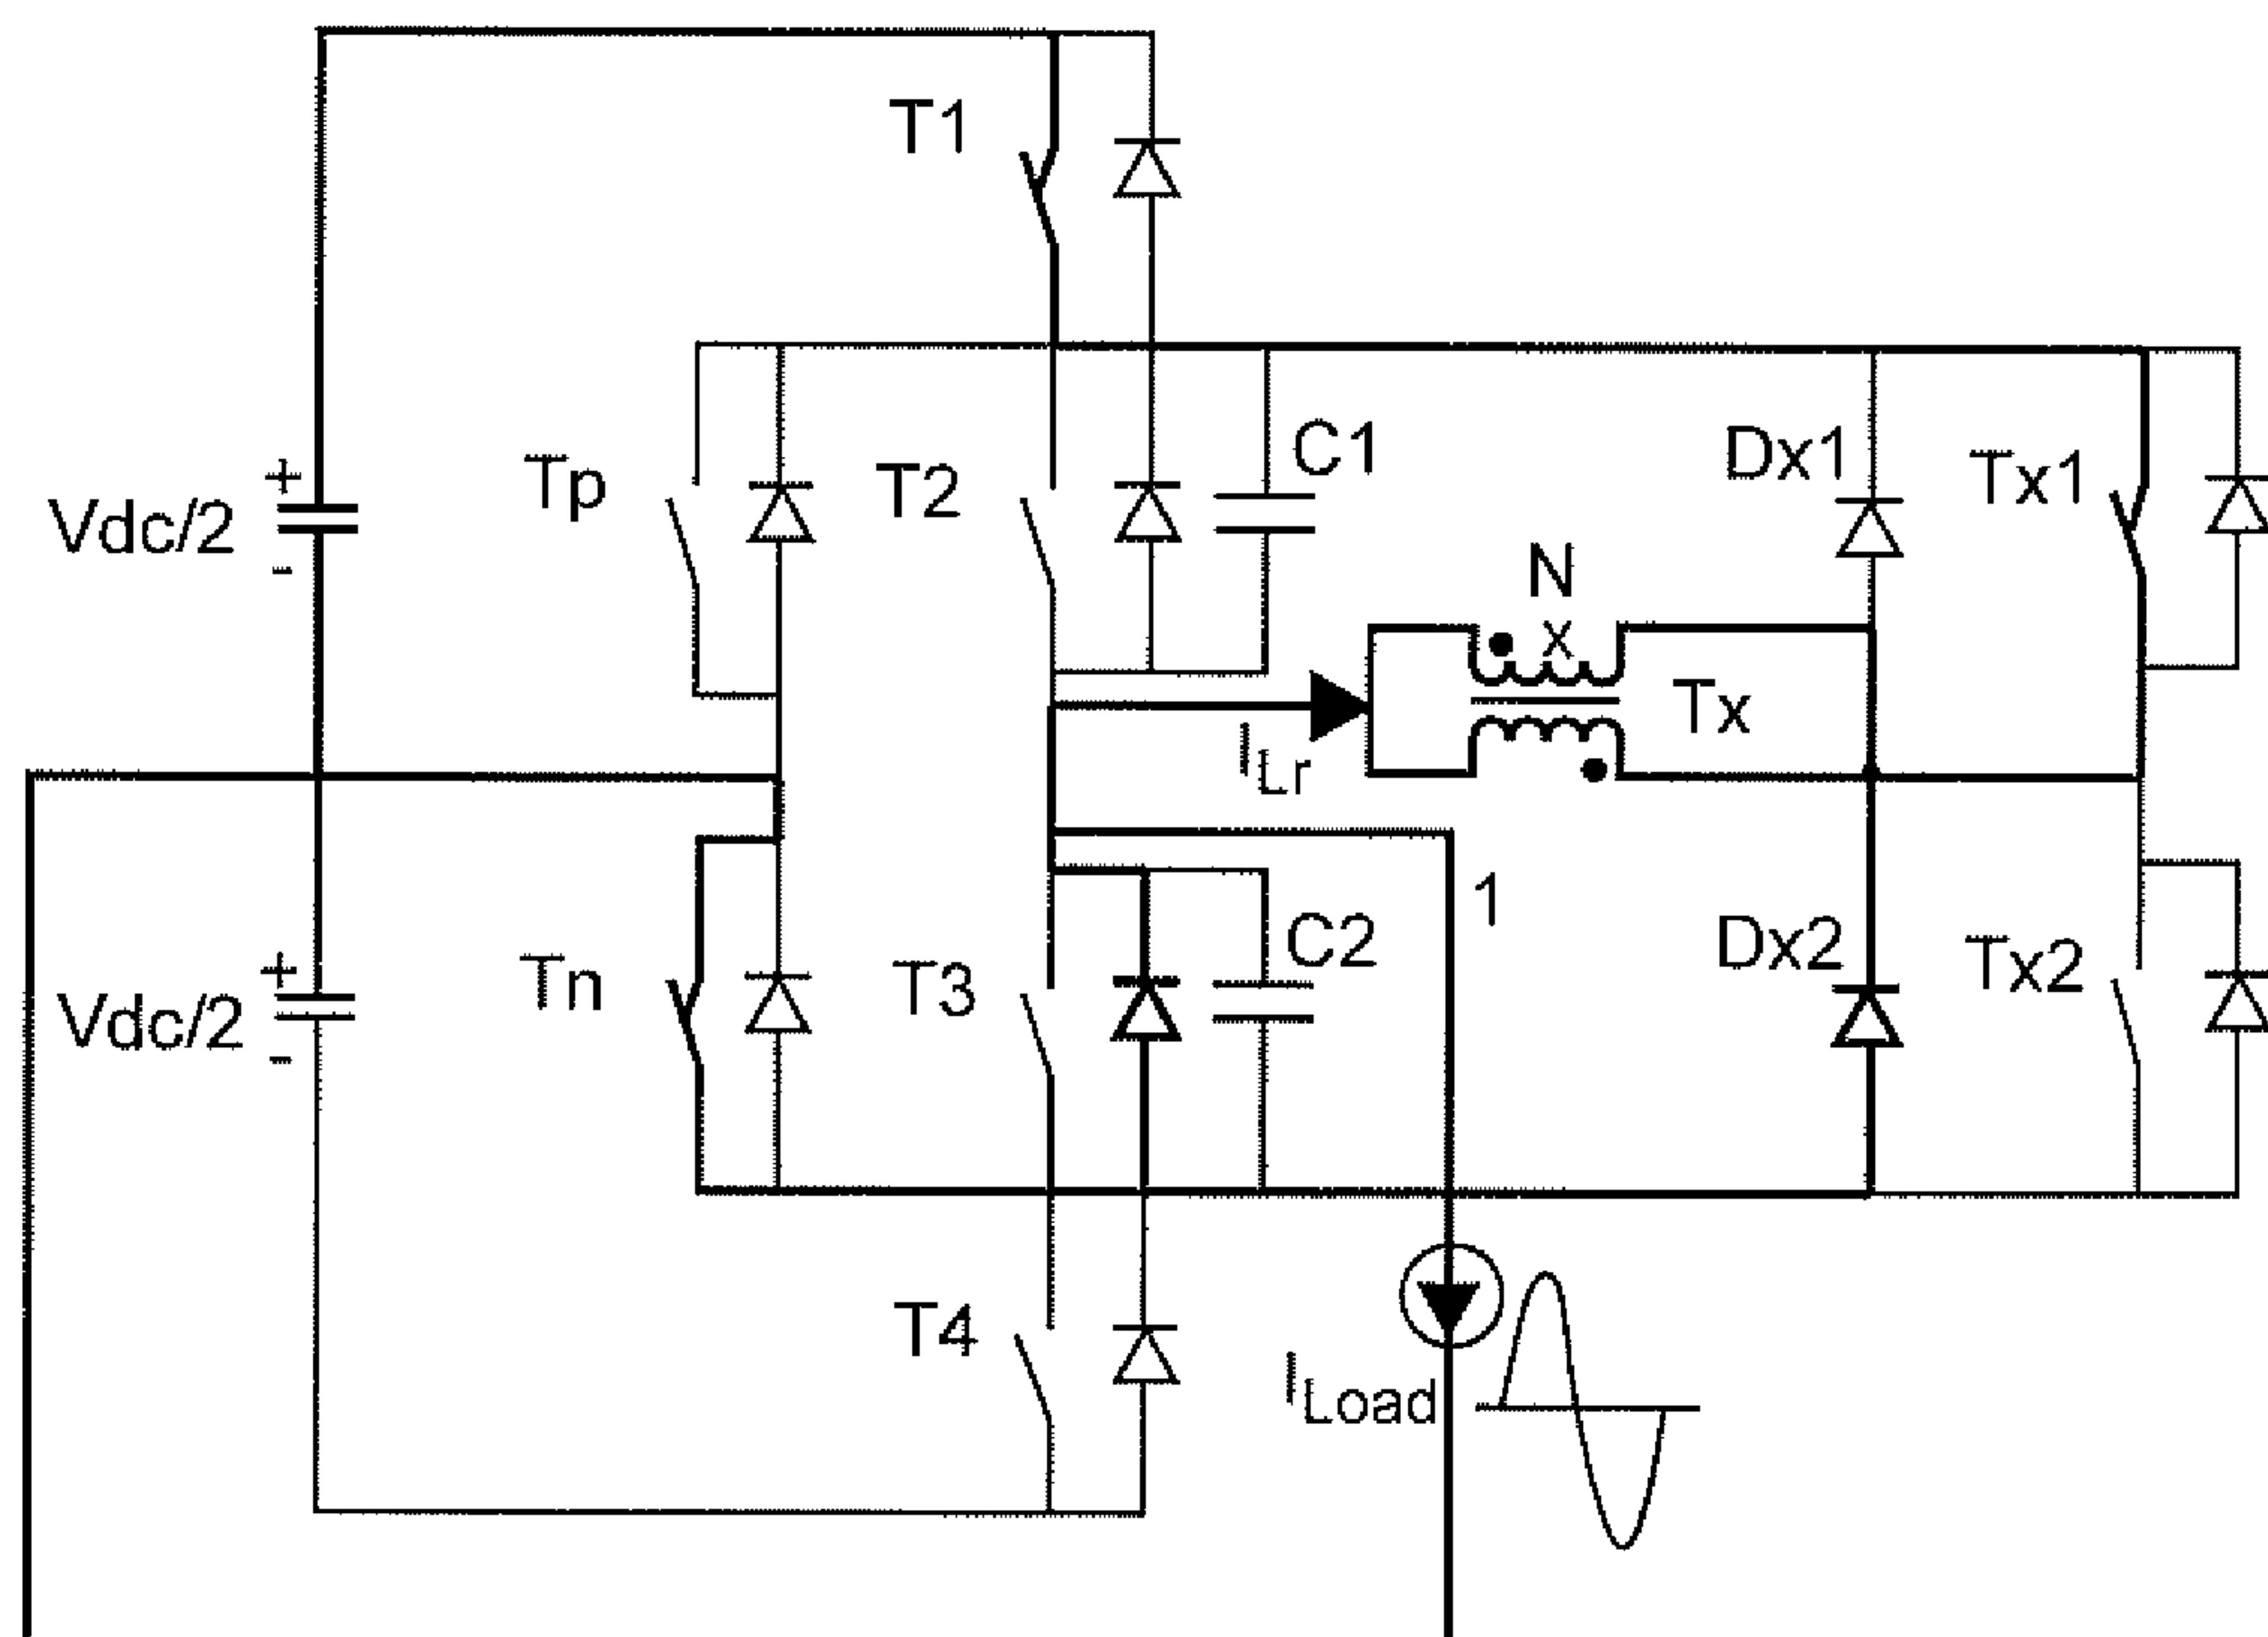 T1
+
Vdc/2
-
Tp
T2
C1
Dx1
Tx1
N
x
Tx
ILr
1
+
Vdc/2
-
Tn
T3
C2
Dx2
Tx2
T4
ILoad